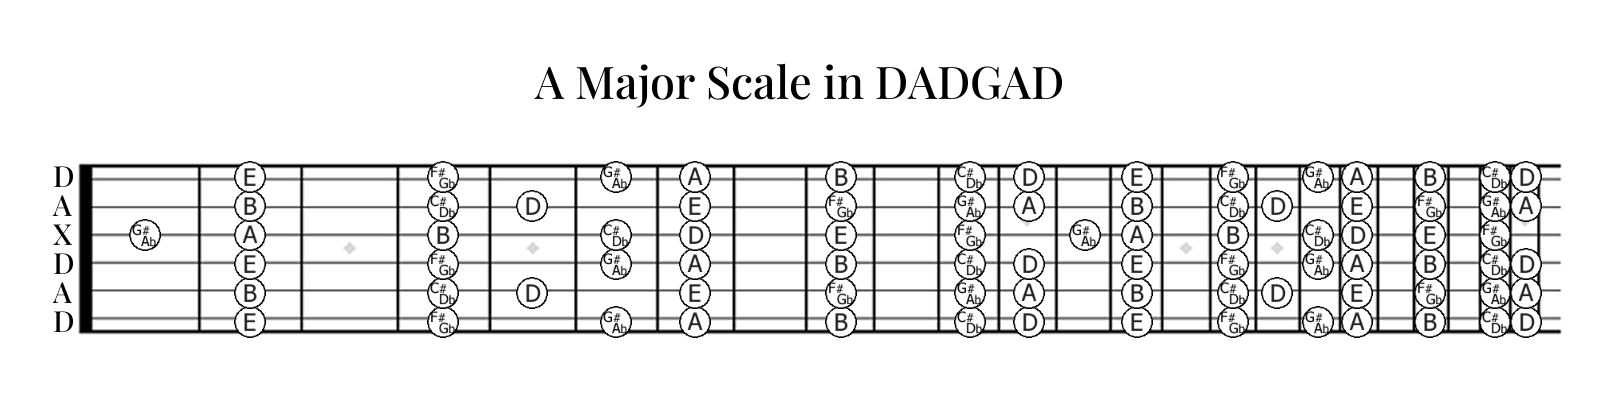 A Major Scale in DADGAD
D E F# Gb G# Ab A B C# Db D E F# Gb G# Ab A B C# Db D
A B C# Db D E F# Gb G# Ab A B C# Db D E F# Gb G# Ab A
X G# Ab A B C# Db D E F# Gb G# Ab A B C# Db D E F# Gb
D E F# Gb G# Ab A B C# Db D E F# Gb G# Ab A B C# Db D
A B C# Db D E F# Gb G# Ab A B C# Db D E F# Gb G# Ab A
D E F# Gb G# Ab A B C# Db D E F# Gb G# Ab A B C# Db D